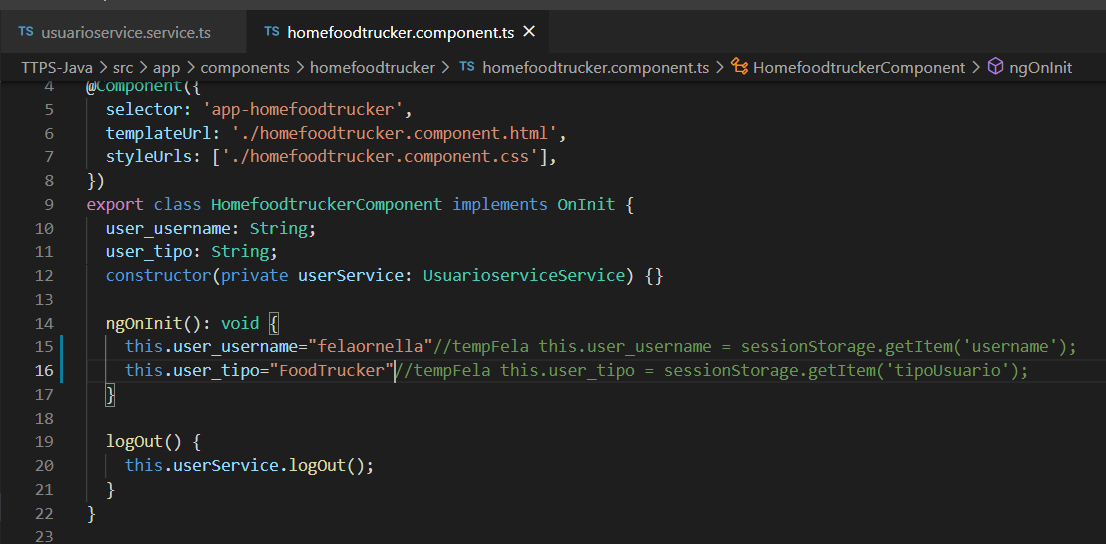 TS usuarioservice.service.ts TS homefoodtrucker.component.ts ×
TTPS-Java > src > app > components > homefoodtrucker > TS homefoodtrucker.component.ts > HomefoodtruckerComponent > ngOnInit
4 @Component({
5 selector: 'app-homefoodtrucker',
6 templateUrl: './homefoodtrucker.component.html',
7 styleUrls: ['./homefoodtrucker.component.css'],
8 })
9 export class HomefoodtruckerComponent implements OnInit {
10 user_username: String;
11 user_tipo: String;
12 constructor(private userService: UsuarioserviceService) {}
13
14 ngOnInit(): void {
15 this.user_username="felaornella"//tempFela this.user_username = sessionStorage.getItem('username');
16 this.user_tipo="FoodTrucker"//tempFela this.user_tipo = sessionStorage.getItem('tipoUsuario');
17 }
18
19 logOut() {
20 this.userService.logOut();
21 }
22 }
23